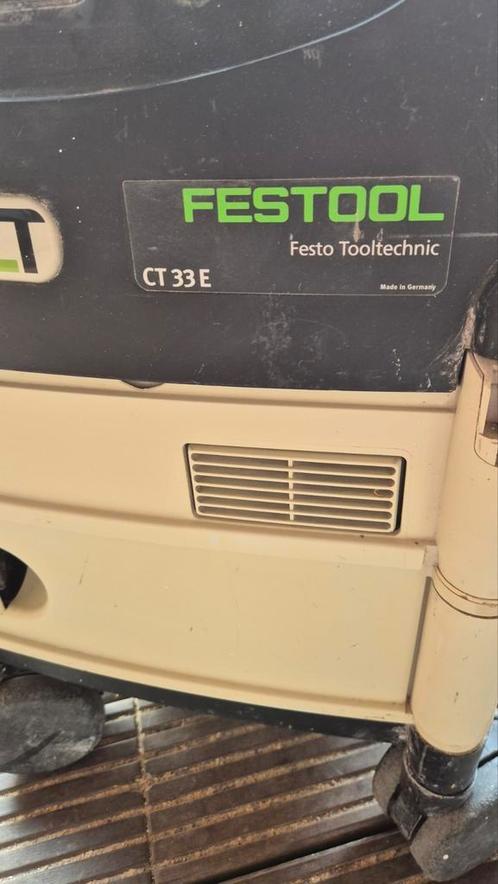 FESTOOL
Festo Tooltechnic
CT 33 E
Made in Germany